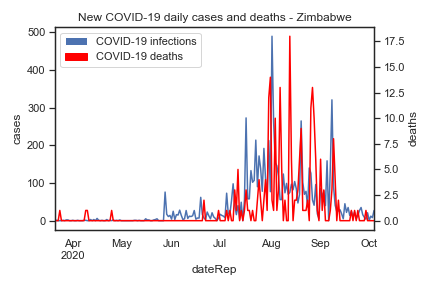 New COVID-19 daily cases and deaths - Zimbabwe
COVID-19 infections
COVID-19 deaths
500
400
300
200
100
0
cases
17.5
15.0
12.5
10.0
7.5
5.0
2.5
0.0
deaths
Apr May Jun Jul Aug Sep Oct
2020
dateRep